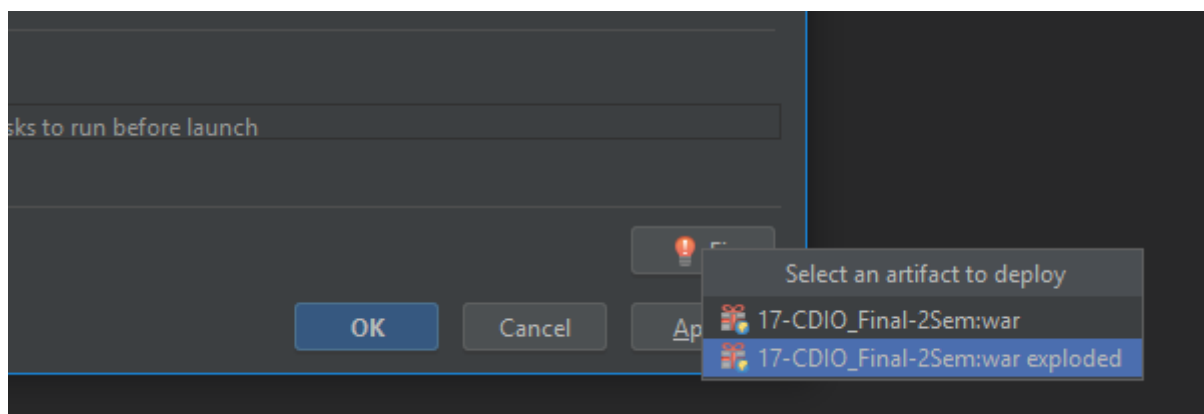 sks to run before launch
Select an artifact to deploy
17-CDIO_Final-2Sem:war
OK
Cancel
17-CDIO_Final-2Sem:war exploded